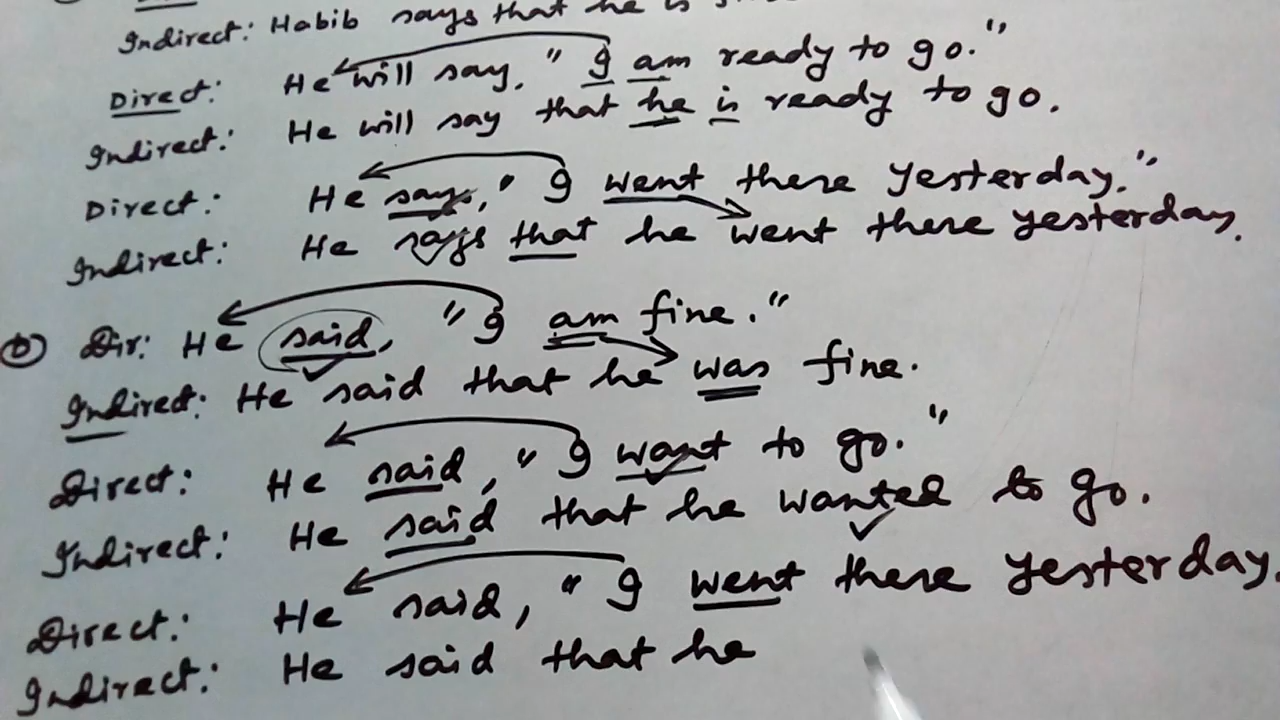 Indirect: Habib says that he is
Direct: He will say, "I am ready to go."
Indirect: He will say that he is ready to go.
Direct: He says, "I went there yesterday."
Indirect: He says that he went there yesterday.
b Dir: He said, "I am fine."
Indirect: He said that he was fine.
Direct: He said, "I want to go."
Indirect: He said that he wanted to go.
Direct: He said, "I went there yesterday.
Indirect: He said that he